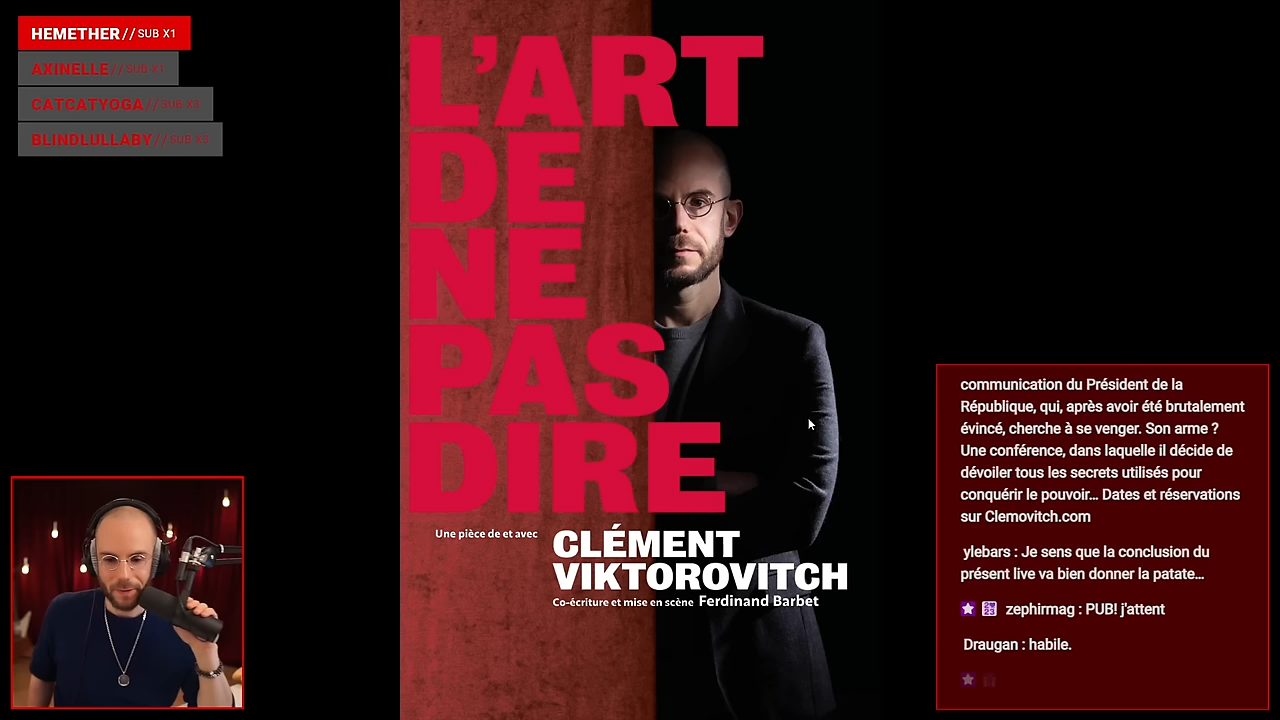 HEMETHER//SUB X1
AXINELLE//SUB X1
CATCATYOGA//SUB X3
BLINDLULLABY//SUB X3
L’ART
DE
NE
PAS
DIRE
Une pièce de et avec CLÉMENT
VIKTOROVITCH
Co-écriture et mise en scène Ferdinand Barbet
communication du Président de la
République, qui, après avoir été brutalement
évincé, cherche à se venger. Son arme ?
Une conférence, dans laquelle il décide de
dévoiler tous les secrets utilisés pour
conquérir le pouvoir... Dates et réservations
sur Clemovitch.com
ylebars : Je sens que la conclusion du
présent live va bien donner la patate...
zephirmag : PUB! j'attent
Draugan : habile.